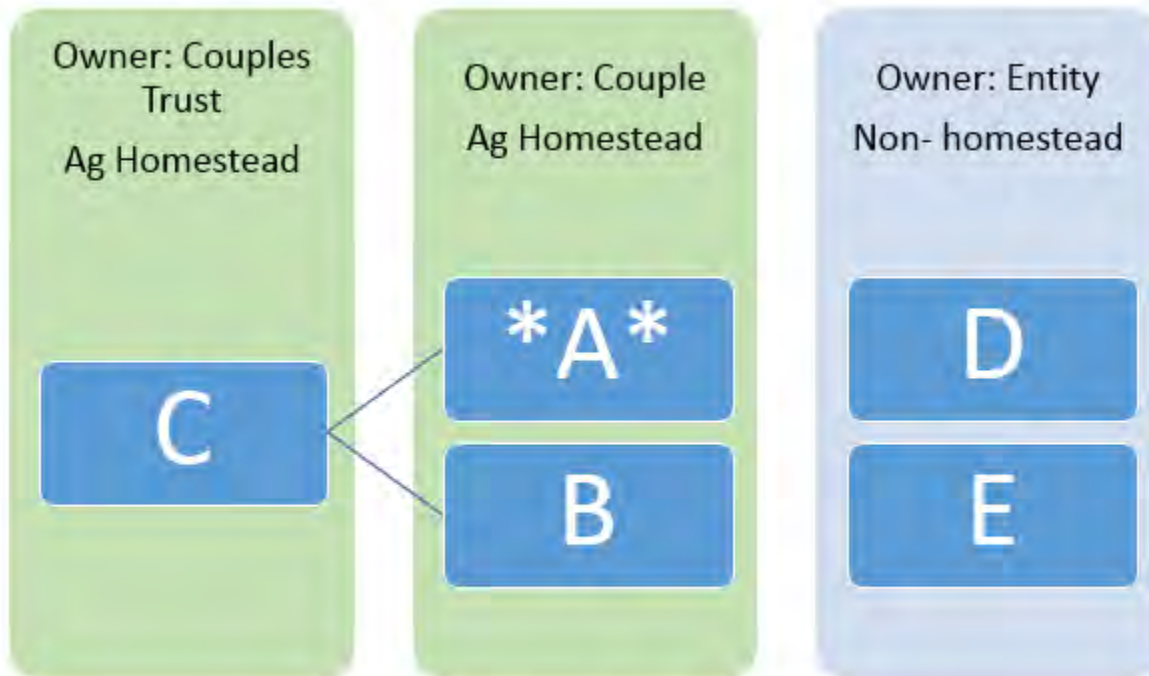 Owner: Couples
Trust
Ag Homestead
C
Owner: Couple
Ag Homestead
*A*
B
Owner: Entity
Non- homestead
D
E